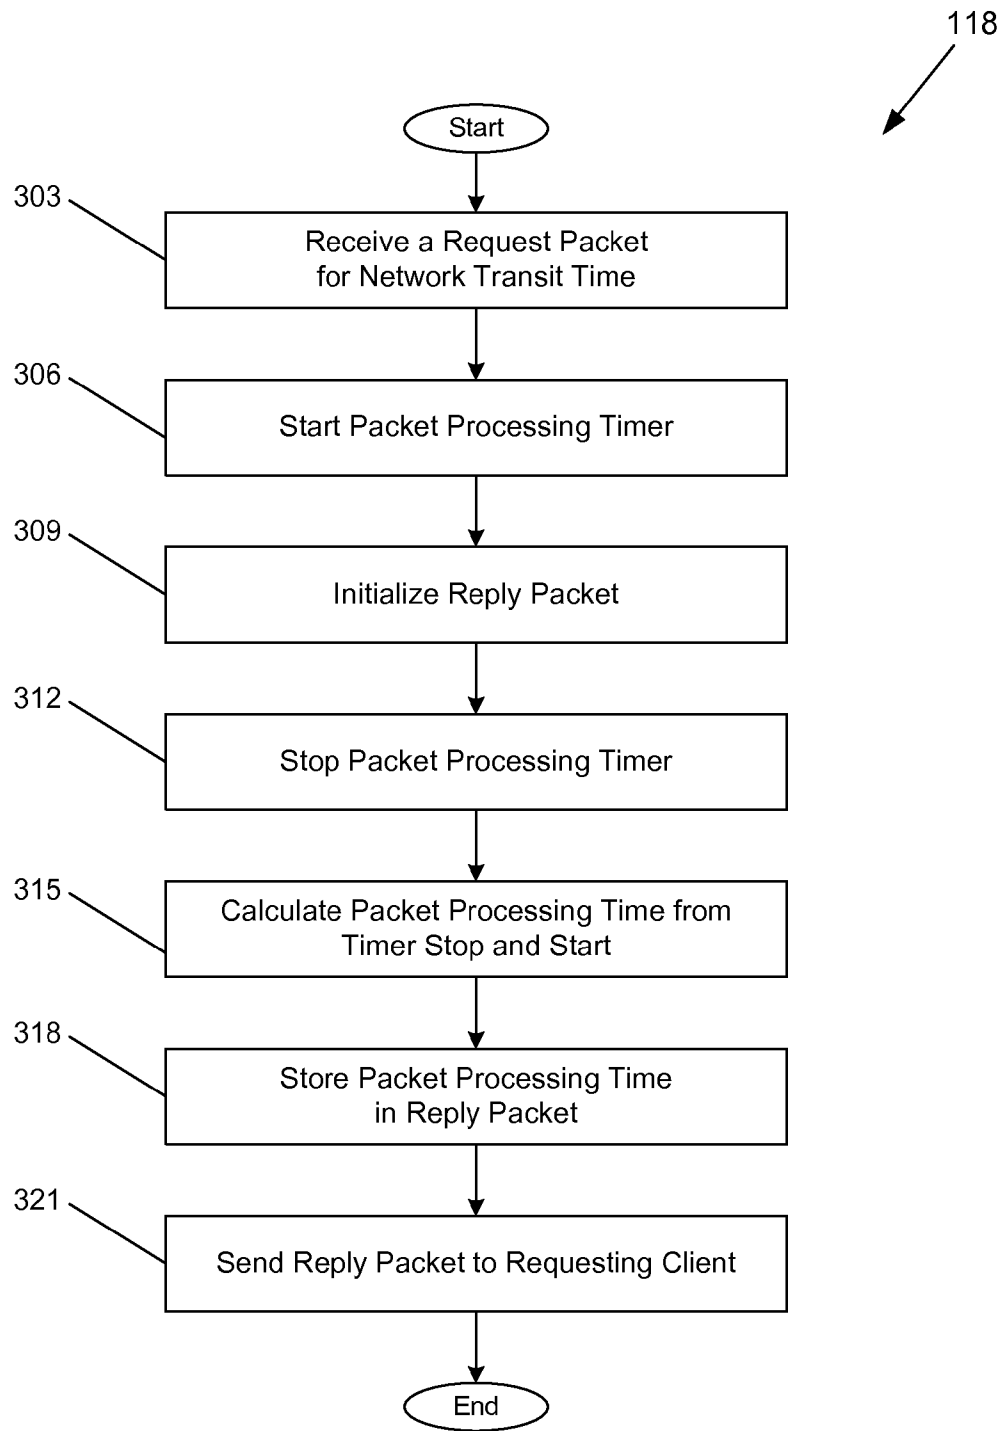 118
Start
303
Receive a Request Packet
for Network Transit Time
306
Start Packet Processing Timer
309
Initialize Reply Packet
312
Stop Packet Processing Timer
315
Calculate Packet Processing Time from
Timer Stop and Start
318
Store Packet Processing Time
in Reply Packet
321
Send Reply Packet to Requesting Client
End